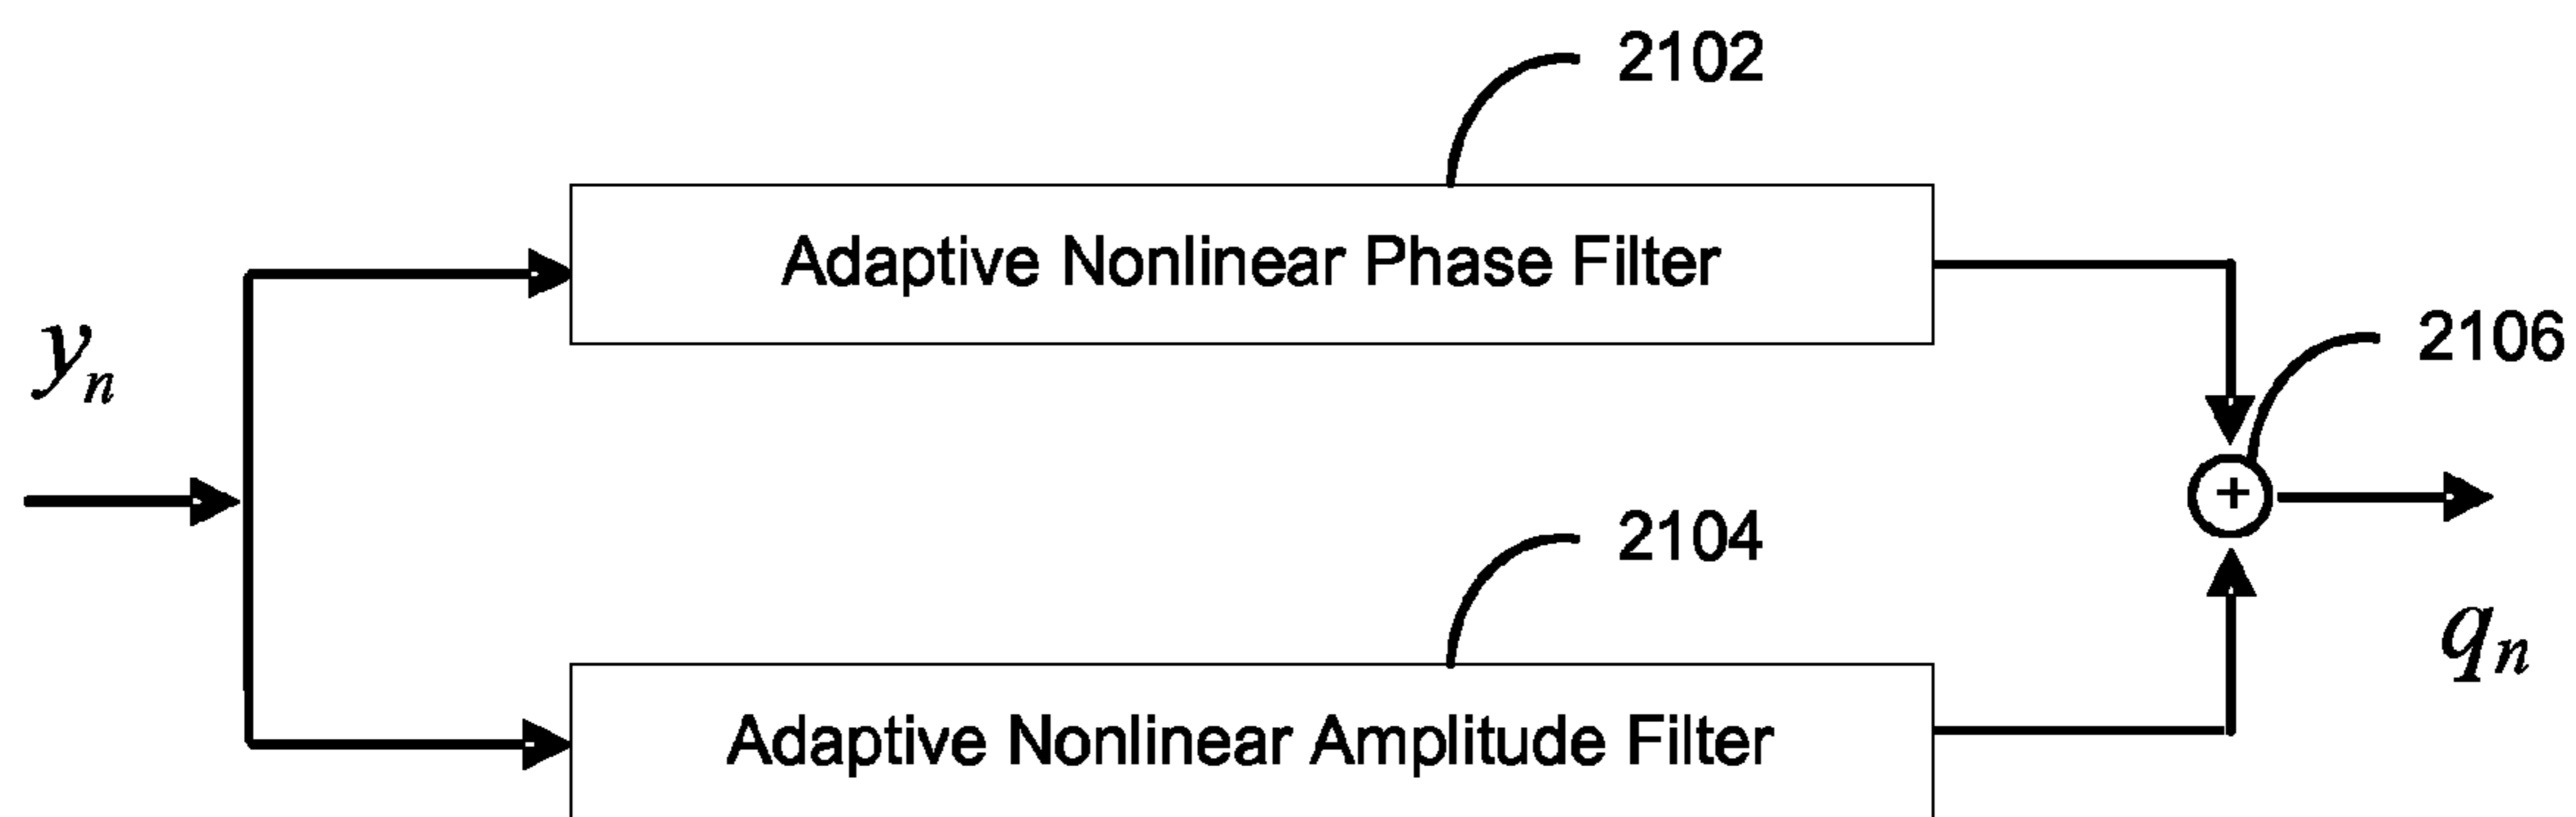 2102
Adaptive Nonlinear Phase Filter
2106
yn
+
2104
qn
Adaptive Nonlinear Amplitude Filter